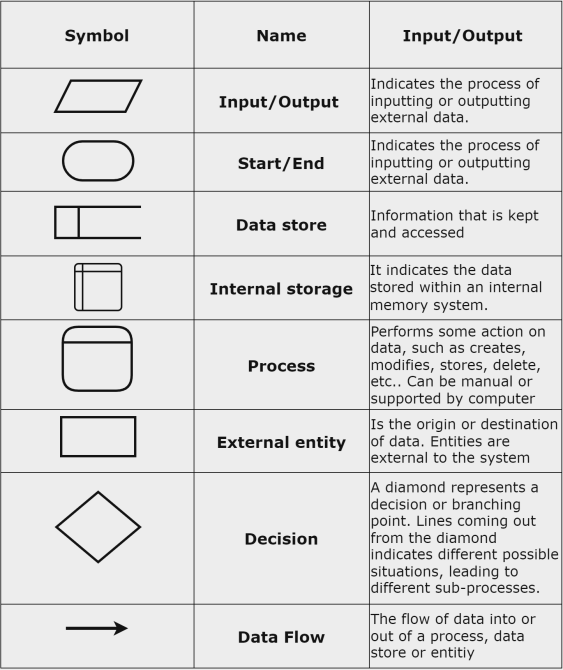 Symbol
Name
Input/Output
Input/Output
Indicates the process of
inputting or outputting
external data.
Start/End
Indicates the process of
inputting or outputting
external data.
Data store
Information that is kept
and accessed
Internal storage
It indicates the data
stored within an internal
memory system.
Process
Performs some action on
data, such as creates,
modifies, stores, delete,
etc.. Can be manual or
supported by computer
External entity
Is the origin or destination
of data. Entities are
external to the system
Decision
A diamond represents a
decision or branching
point. Lines coming out
from the diamond
indicates different possible
situations, leading to
different sub-processes.
Data Flow
The flow of data into or
out of a process, data
store or entitiy